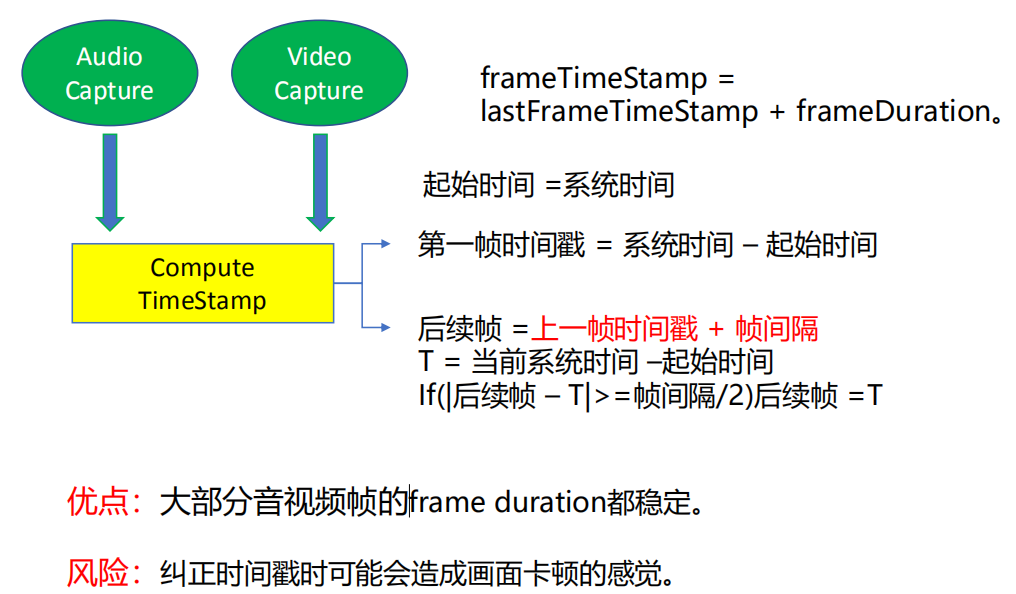 Audio
Capture
Video
Capture
frameTimeStamp =
lastFrameTimeStamp + frameDuration。
起始时间 =系统时间
第一帧时间戳 = 系统时间 – 起始时间
Compute
TimeStamp
后续帧 =上一帧时间戳 + 帧间隔
T = 当前系统时间 –起始时间
If(|后续帧 – T|>=帧间隔/2)后续帧 =T
优点：大部分音视频帧的frame duration都稳定。
风险：纠正时间戳时可能会造成画面卡顿的感觉。